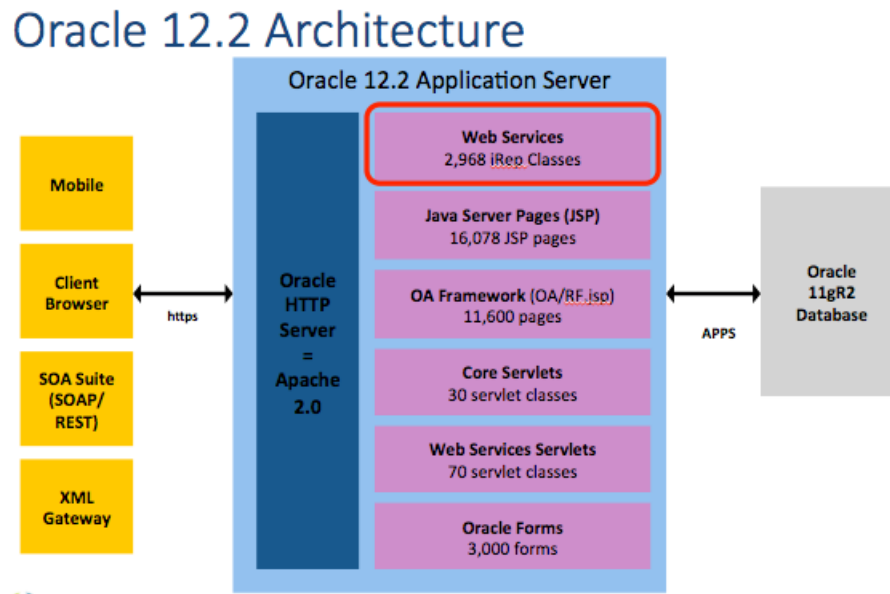 Oracle 12.2 Architecture
Oracle 12.2 Application Server
Mobile
Client
Browser
SOA Suite
(SOAP/
REST)
XML
Gateway
https
Oracle
HTTP
Server
=
Apache
2.0
Web Services
2,968 iRep Classes
Java Server Pages (JSP)
16,078 JSP pages
OA Framework (OA/RF.jsp)
11,600 pages
Core Servlets
30 servlet classes
Web Services Servlets
70 servlet classes
Oracle Forms
3,000 forms
APPS
Oracle
11gR2
Database